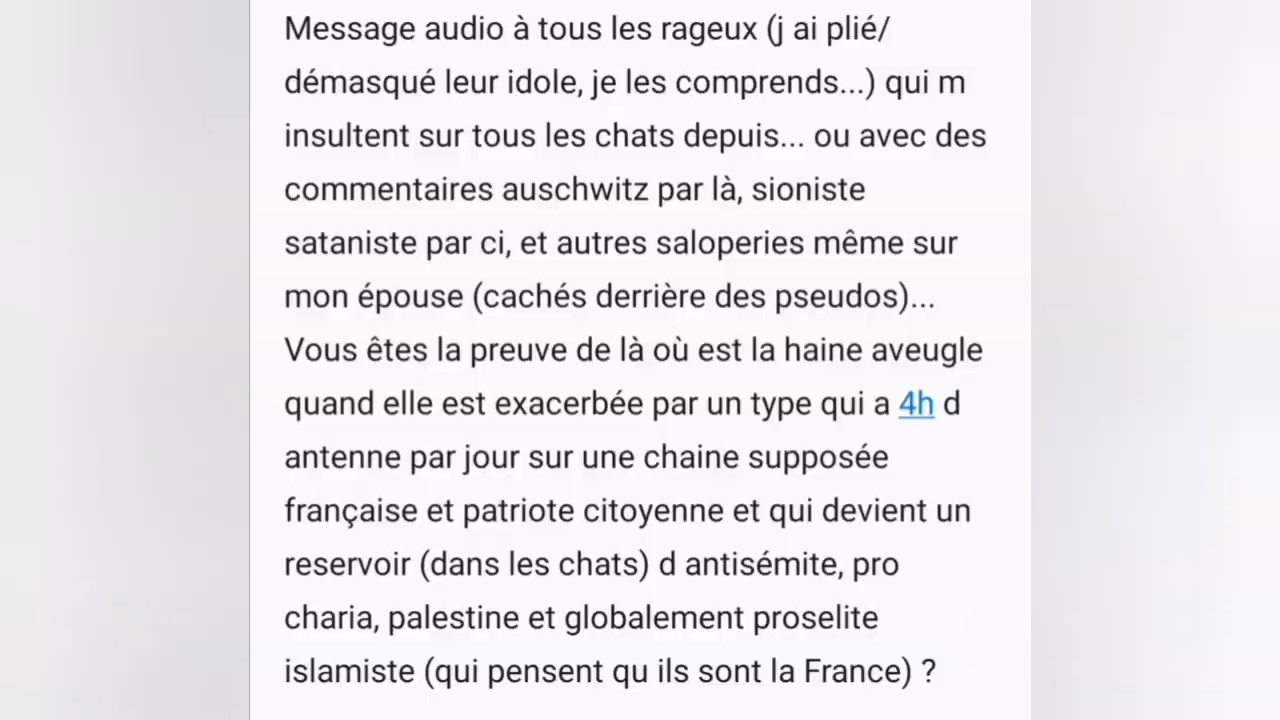 Message audio à tous les rageux (j ai plié/
démasqué leur idole, je les comprends...) qui m
insultent sur tous les chats depuis... ou avec des
commentaires auschwitz par là, sioniste
sataniste par ci, et autres saloperies même sur
mon épouse (cachés derrière des pseudos)...
Vous êtes la preuve de là où est la haine aveugle
quand elle est exacerbée par un type qui a 4h d
antenne par jour sur une chaine supposée
française et patriote citoyenne et qui devient un
reservoir (dans les chats) d antisémite, pro
charia, palestine et globalement proselite
islamiste (qui pensent qu ils sont la France) ?